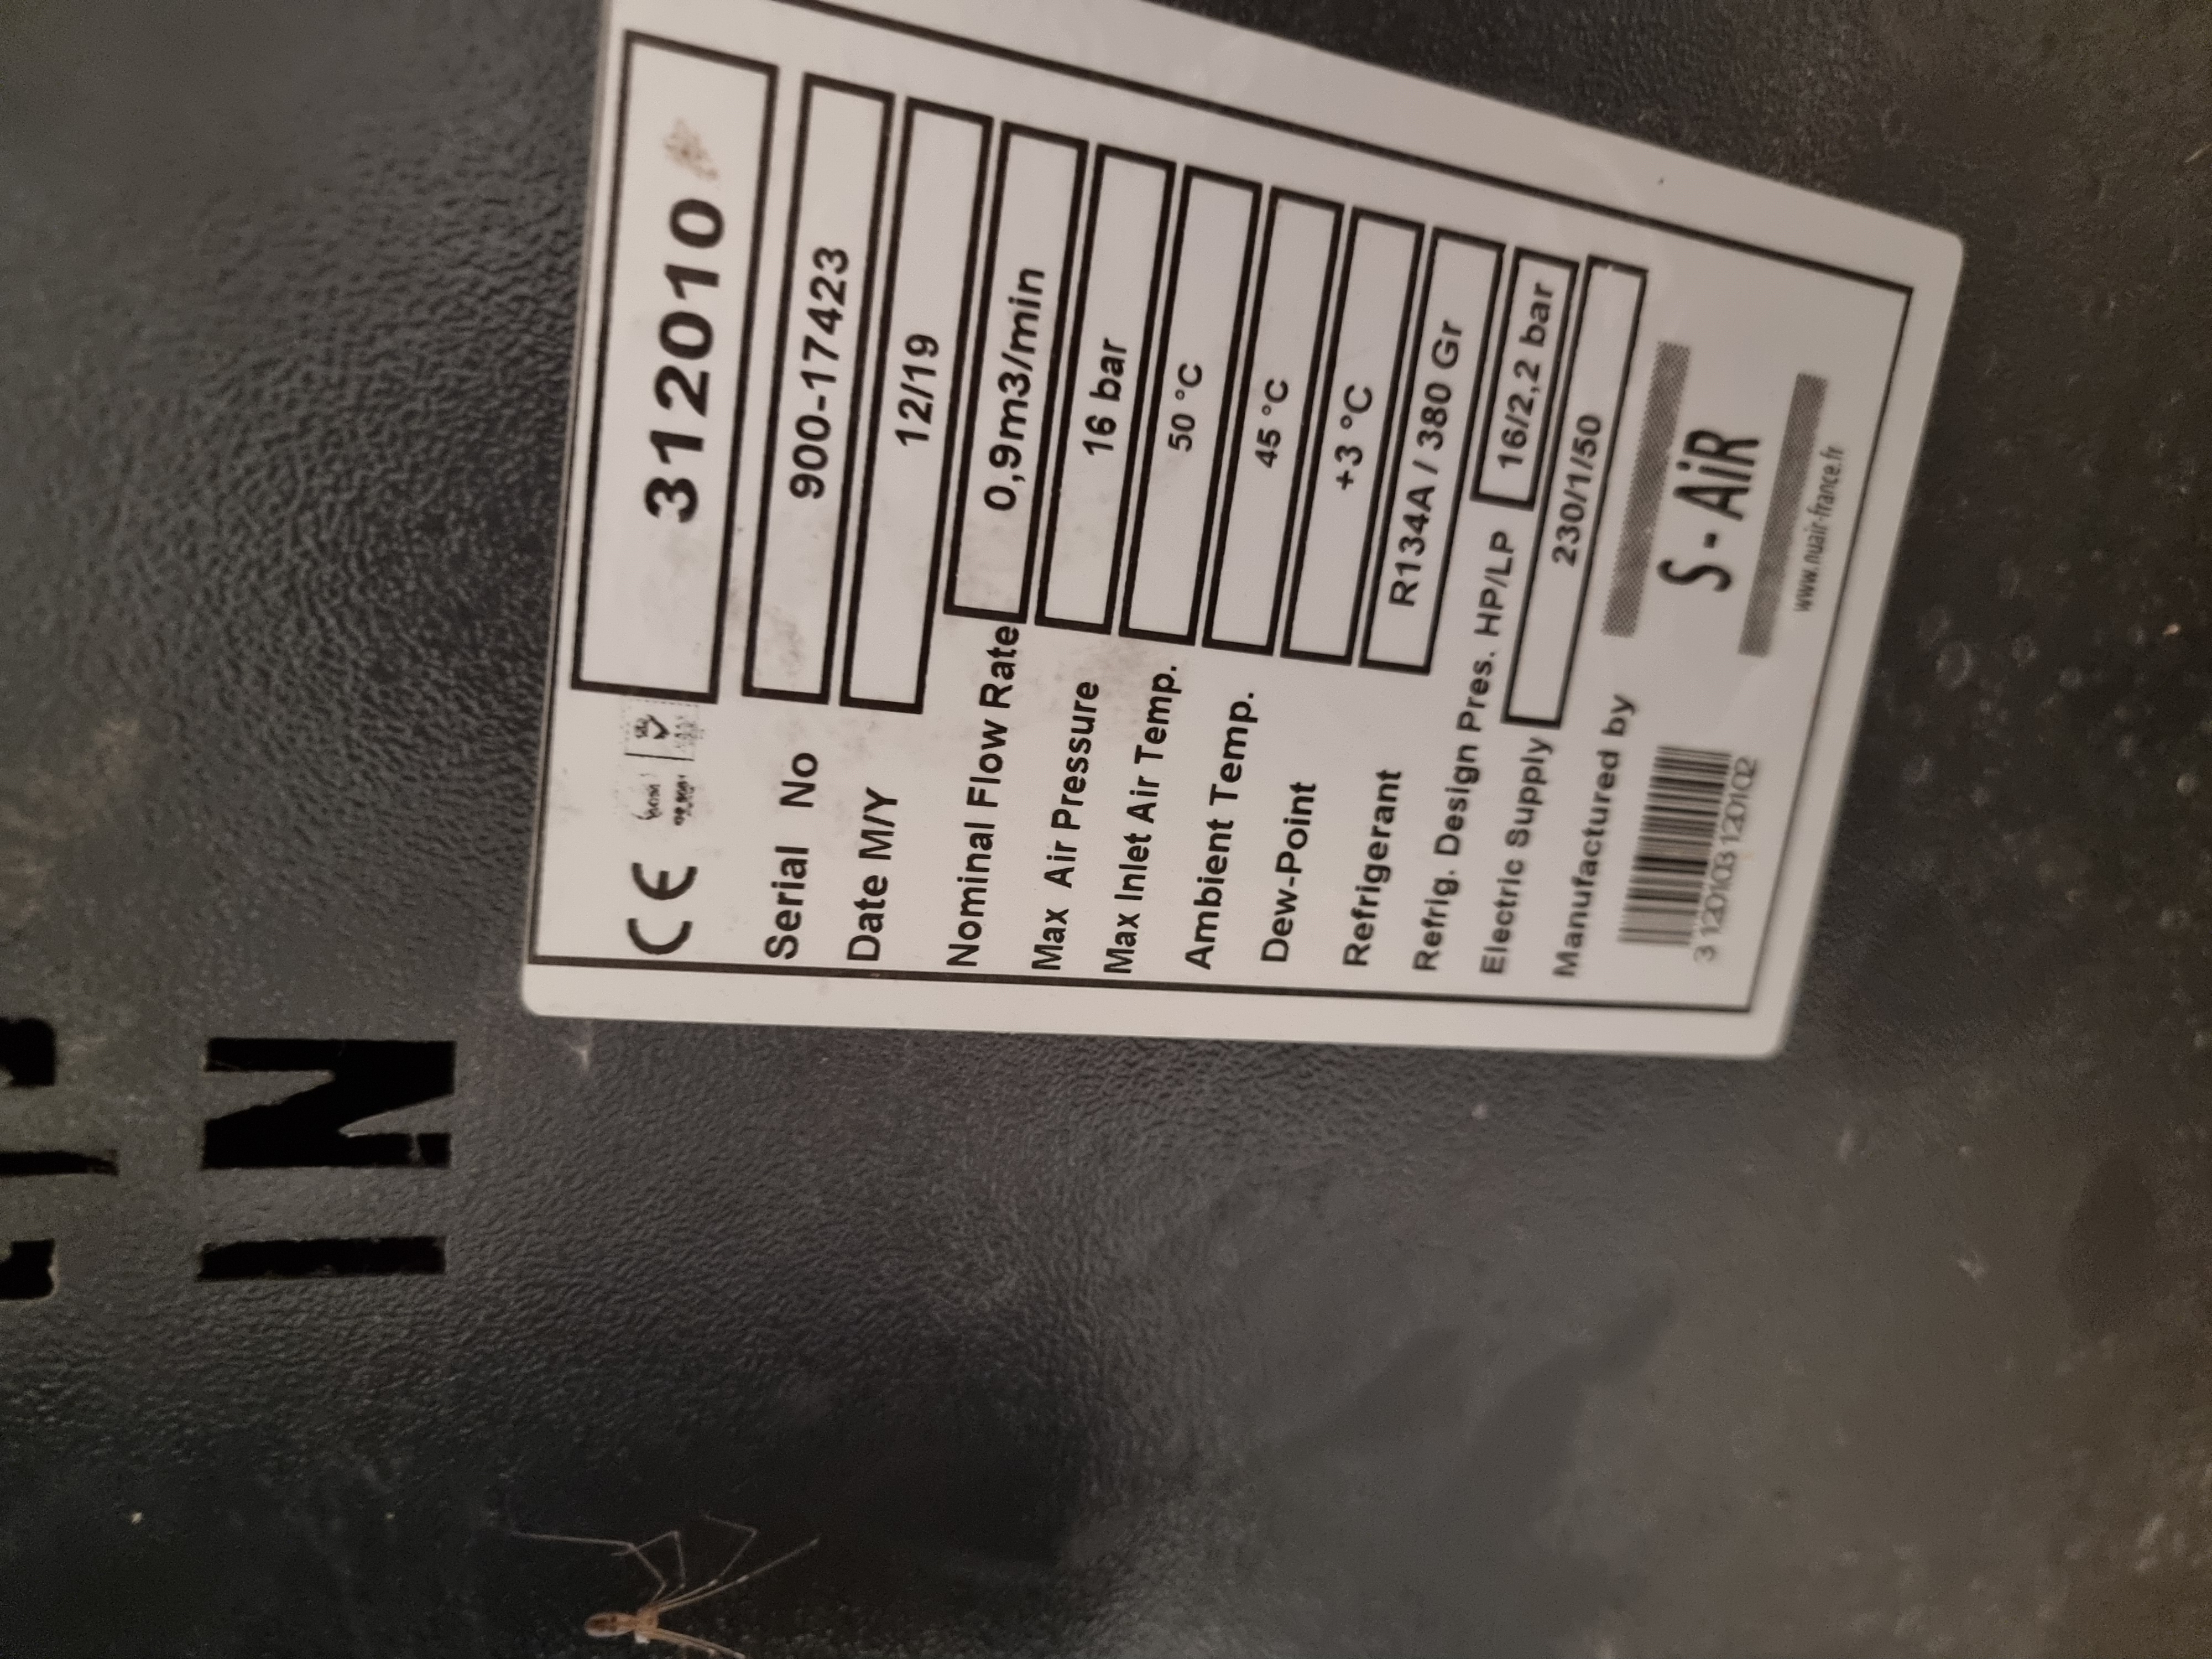 CE 312010
Serial No 900-17423
Date M/Y 12/19
Nominal Flow Rate 0,9m3/min
Max Air Pressure 16 bar
Max Inlet Air Temp. 50 °C
Ambient Temp. 45 °C
Dew-Point +3 °C
Refrigerant R134A / 380 Gr
Refrig. Design Pres. HP/LP 16/2,2 bar
Electric Supply 230/1/50
Manufactured by
S - AiR
www.nuair-france.fr
IN